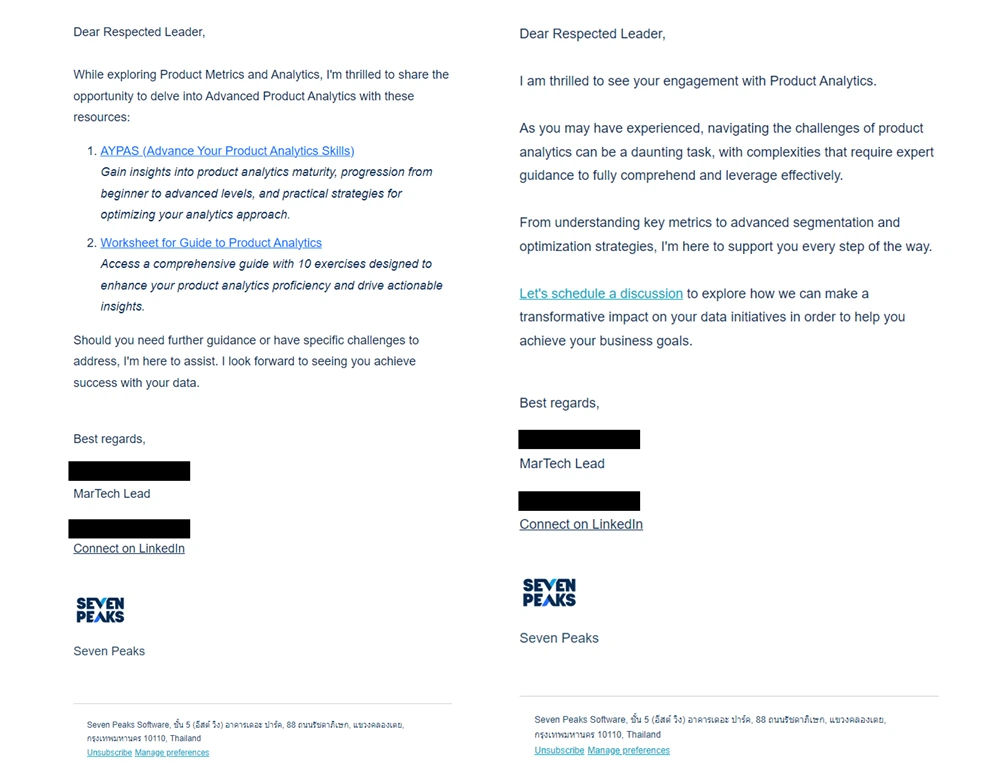 Dear Respected Leader,
While exploring Product Metrics and Analytics, I'm thrilled to share the
opportunity to delve into Advanced Product Analytics with these
resources:
1. AYPAS (Advance Your Product Analytics Skills)
Gain insights into product analytics maturity, progression from
beginner to advanced levels, and practical strategies for
optimizing your analytics approach.
2. Worksheet for Guide to Product Analytics
Access a comprehensive guide with 10 exercises designed to
enhance your product analytics proficiency and drive actionable
insights.
Should you need further guidance or have specific challenges to
address, I'm here to assist. I look forward to seeing you achieve
success with your data.
Best regards,
MarTech Lead
Connect on LinkedIn
SEVEN
PEAKS
Seven Peaks
Seven Peaks Software, ชั้น 5 (อีสต์ วิง) อาคารเดอะ ปาร์ค, 88 ถนนรัชดาภิเษก, แขวงคลองเตย,
กรุงเทพมหานคร 10110, Thailand
Unsubscribe Manage preferences
Dear Respected Leader,
I am thrilled to see your engagement with Product Analytics.
As you may have experienced, navigating the challenges of product
analytics can be a daunting task, with complexities that require expert
guidance to fully comprehend and leverage effectively.
From understanding key metrics to advanced segmentation and
optimization strategies, I'm here to support you every step of the way.
Let's schedule a discussion to explore how we can make a
transformative impact on your data initiatives in order to help you
achieve your business goals.
Best regards,
MarTech Lead
Connect on LinkedIn
SEVEN
PEAKS
Seven Peaks
Seven Peaks Software, ชั้น 5 (อีสต์ วิง) อาคารเดอะ ปาร์ค, 88 ถนนรัชดาภิเษก, แขวงคลองเตย,
กรุงเทพมหานคร 10110, Thailand
Unsubscribe Manage preferences